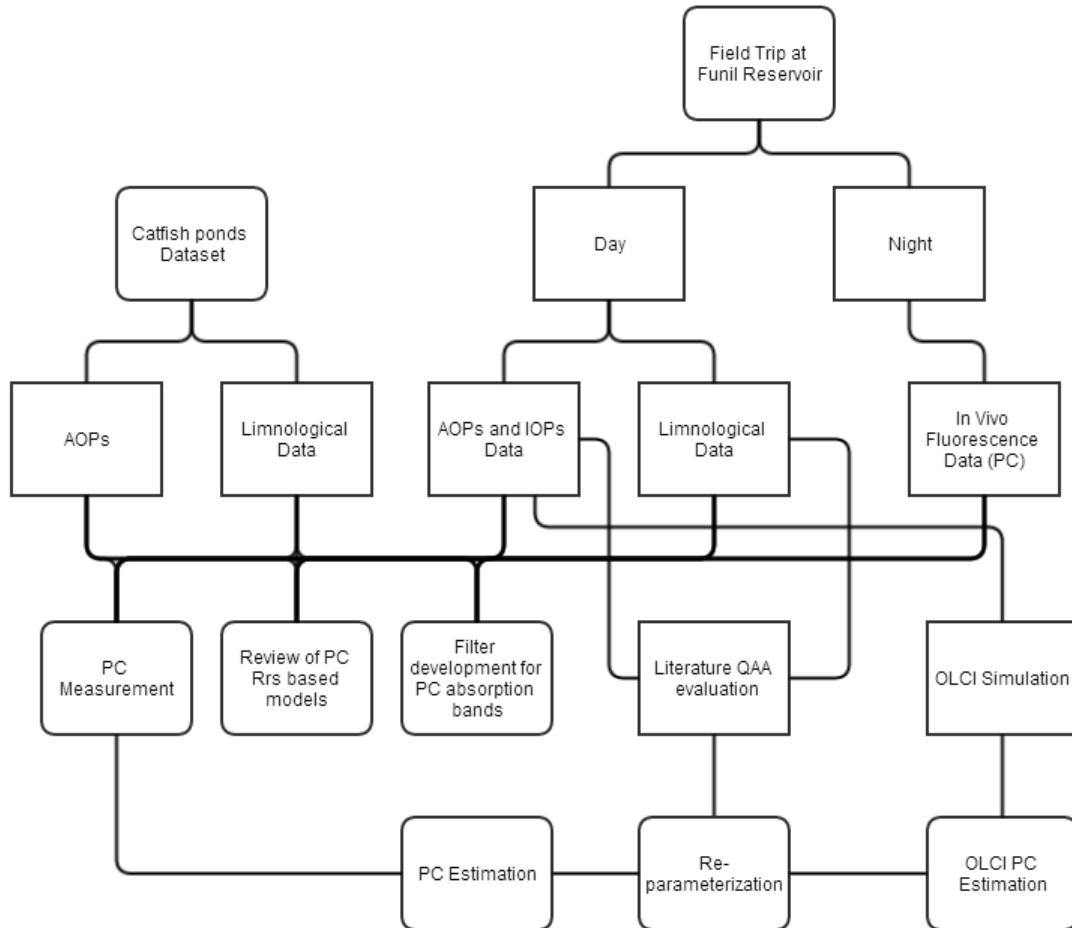 Field Trip at
Funil Reservoir
Catfish ponds
Dataset
Day
Night
AOPs
Limnological
Data
AOPs and IOPs
Data
Limnological
Data
In Vivo
Fluorescence
Data (PC)
PC
Measurement
Review of PC
Rrs based
models
Filter
development for
PC absorption
bands
Literature QAA
evaluation
OLCI Simulation
PC Estimation
Re-
parameterization
OLCI PC
Estimation